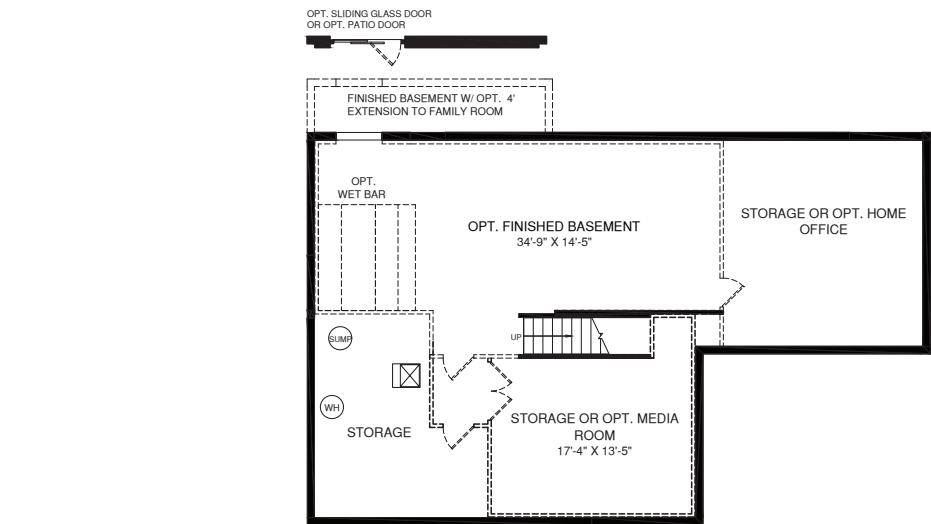 OPT. SLIDING GLASS DOOR
OR OPT. PATIO DOOR
FINISHED BASEMENT W/ OPT. 4'
EXTENSION TO FAMILY ROOM
OPT.
WET BAR
OPT. FINISHED BASEMENT
34'-9" X 14'-5"
STORAGE OR OPT. HOME
OFFICE
UP
SUMP
WH
STORAGE
STORAGE OR OPT. MEDIA
ROOM
17'-4" X 13'-5"